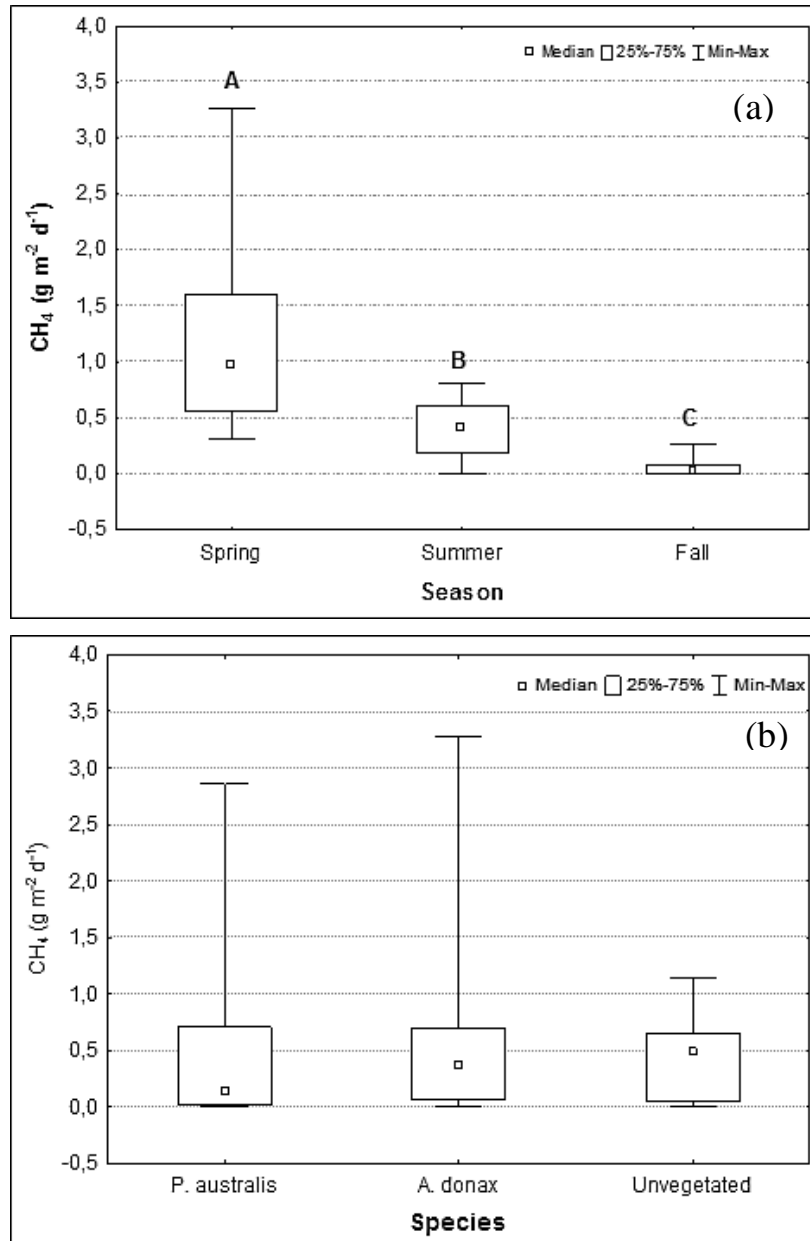 4,0
Median 25%-75% Min-Max
3,5
A
(a)
3,0
2,5
2,0
CH₄ (g m⁻² d⁻¹)
1,5
1,0
B
0,5
C
0,0
-0,5
Spring Summer Fall
Season
4,0
Median 25%-75% Min-Max
3,5
(b)
3,0
2,5
2,0
CH₄ (g m⁻² d⁻¹)
1,5
1,0
0,5
0,0
-0,5
P. australis A. donax Unvegetated
Species